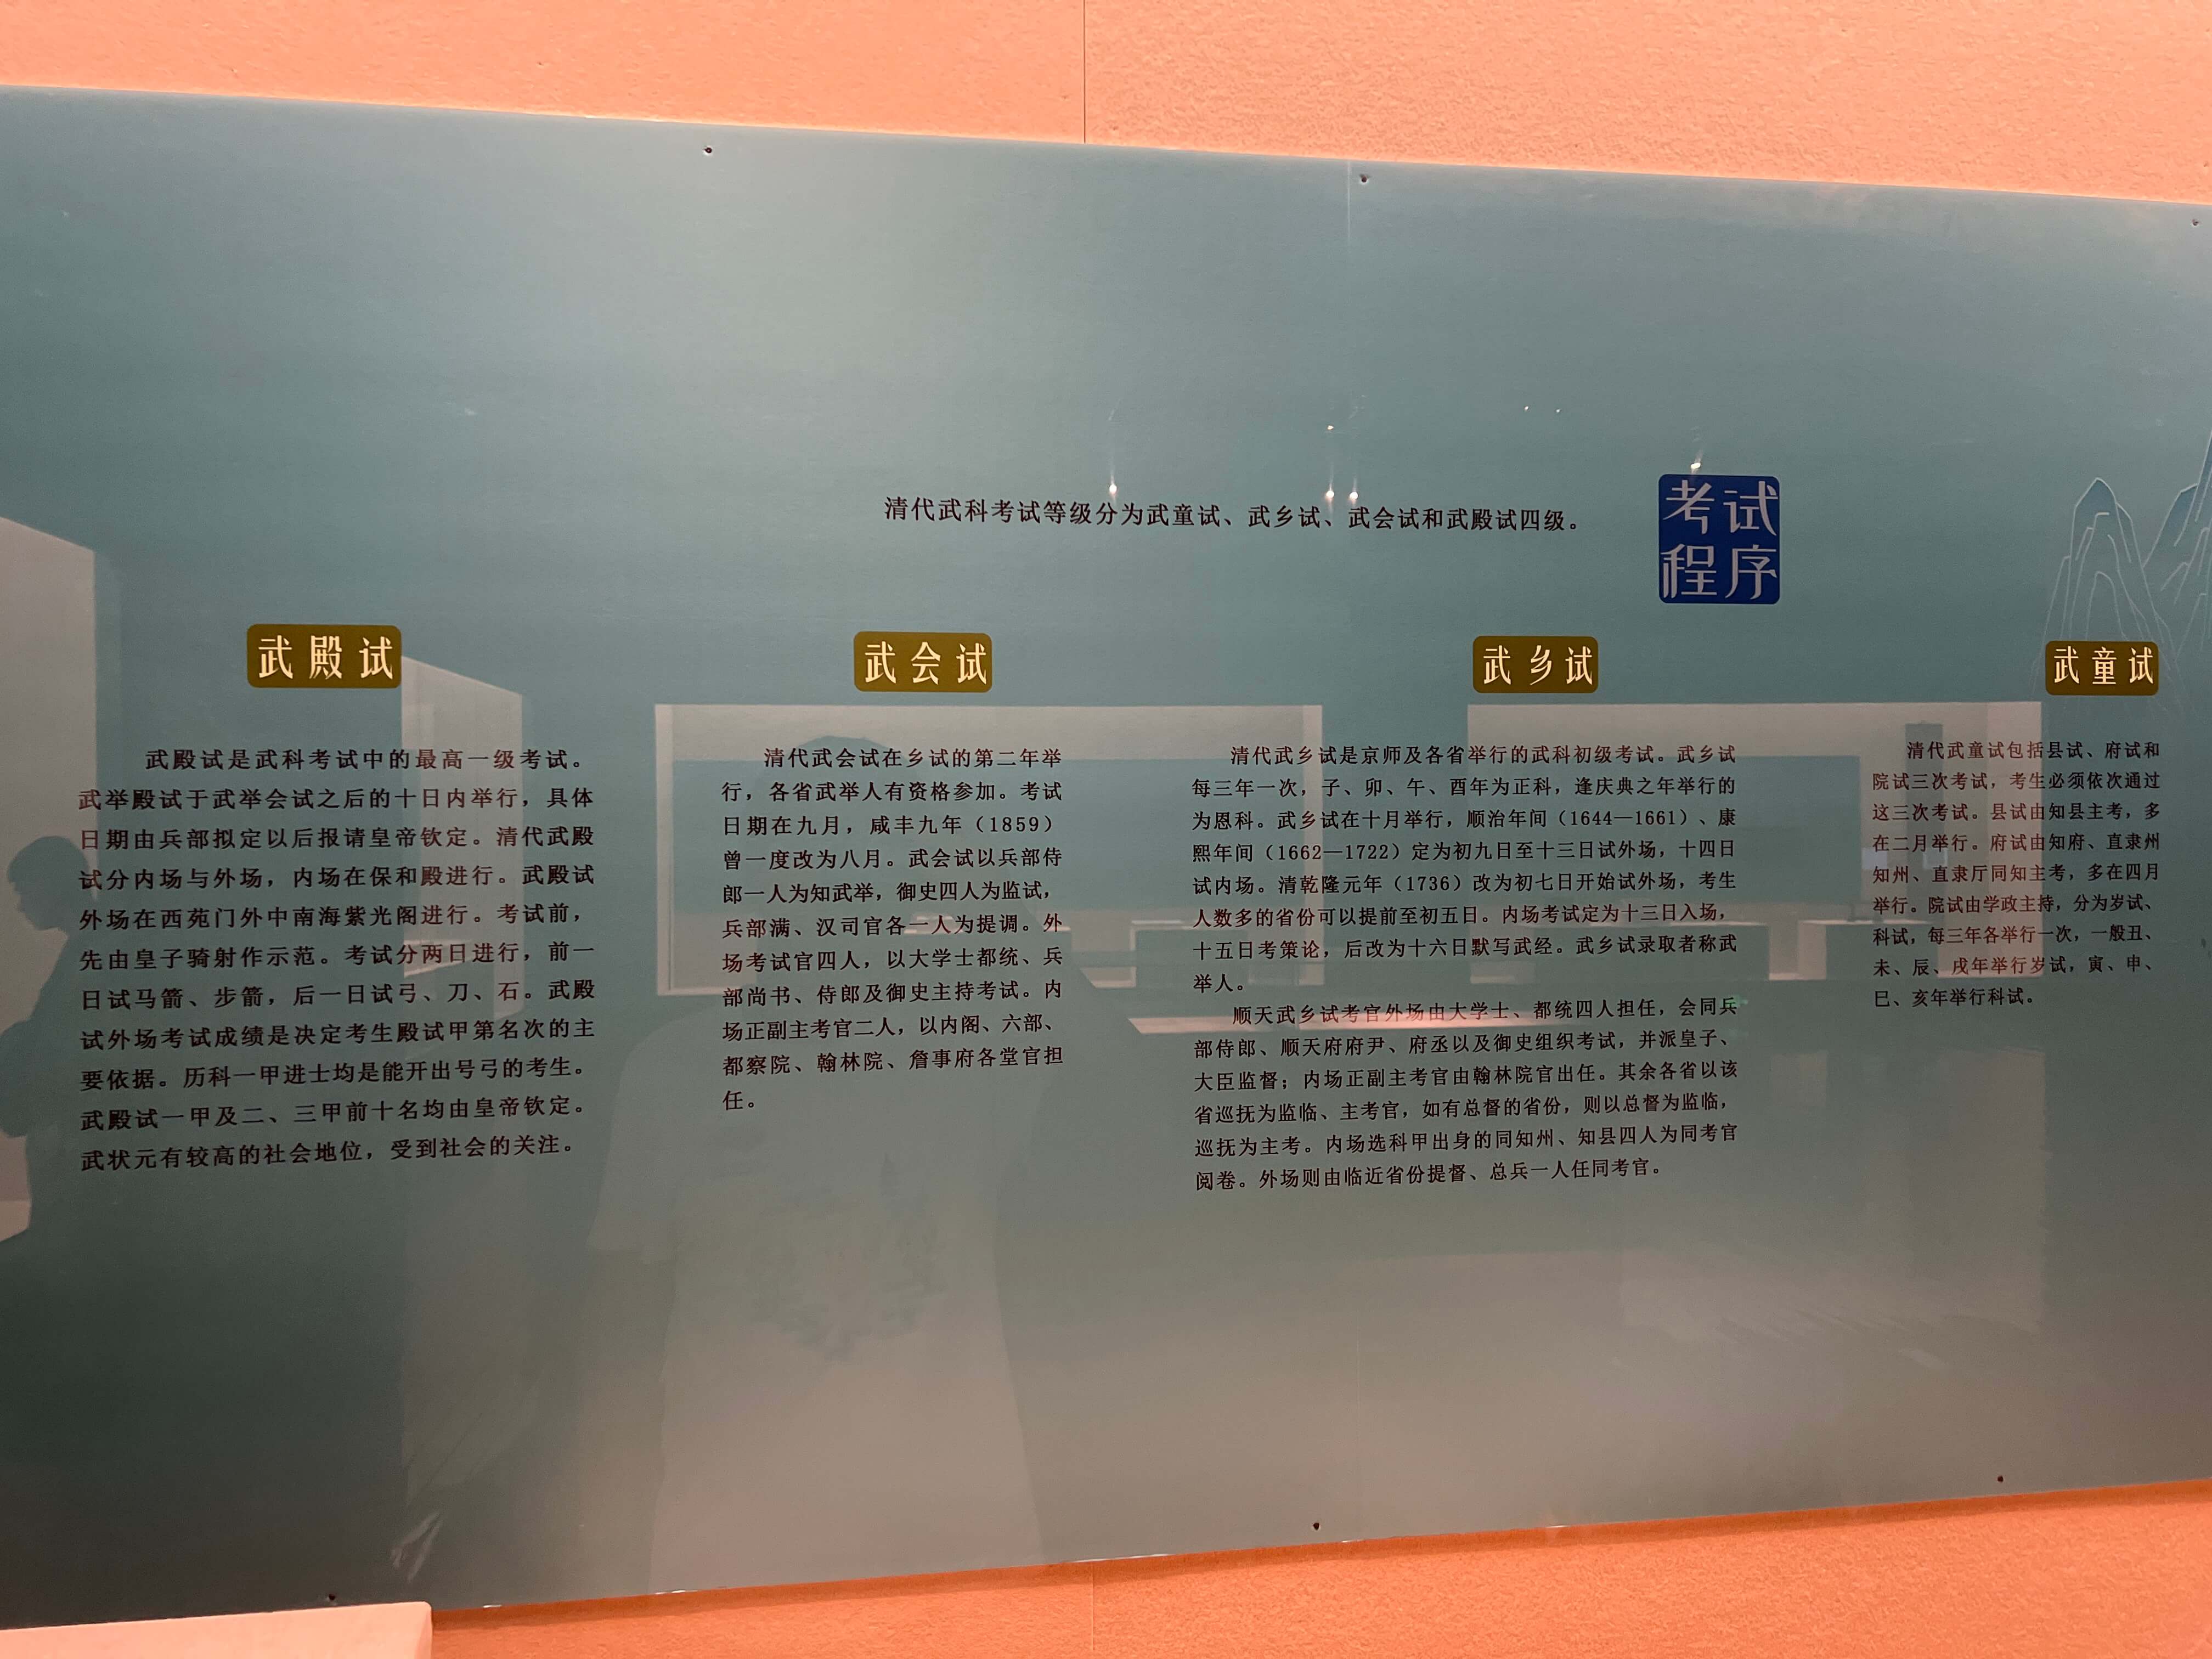 考试
程序
清代武科考试等级分为武童试、武乡试、武会试和武殿试四级。
武童试
清代武童试包括县试、府试和
院试三次考试，考生必须依次通过
这三次考试。县试由知县主考，多
在二月举行。府试由知府、直隶州
知州、直隶厅同知主考，多在四月
举行。院试由学政主持，分为岁试、
科试，每三年各举行一次，一般丑、
未、辰、戌年举行岁试，寅、申、
巳、亥年举行科试。
武乡试
清代武乡试是京师及各省举行的武科初级考试。武乡试
每三年一次，子、卯、午、酉年为正科，逢庆典之年举行的
为恩科。武乡试在十月举行，顺治年间（1644—1661）、康
熙年间（1662—1722）定为初九日至十三日试外场，十四日
试内场。清乾隆元年（1736）改为初七日开始试外场，考生
人数多的省份可以提前至初五日。内场考试定为十三日入场，
十五日考策论，后改为十六日默写武经。武乡试录取者称武
举人。
顺天武乡试考官外场由大学士、都统四人担任，会同兵
部侍郎、顺天府府尹、府丞以及御史组织考试，并派皇子、
大臣监督；内场正副主考官由翰林院官出任。其余各省以该
省巡抚为监临、主考官，如有总督的省份，则以总督为监临，
巡抚为主考。内场选科甲出身的同知州、知县四人为同考官
阅卷。外场则由临近省份提督、总兵一人任同考官。
武会试
清代武会试在乡试的第二年举
行，各省武举人有资格参加。考试
日期在九月，咸丰九年（1859）
曾一度改为八月。武会试以兵部侍
郎一人为知武举，御史四人为监试，
兵部满、汉司官各一人为提调。外
场考试官四人，以大学士都统、兵
部尚书、侍郎及御史主持考试。内
场正副主考官二人，以内阁、六部、
都察院、翰林院、詹事府各堂官担
任。
武殿试
武殿试是武科考试中的最高一级考试。
武举殿试于武举会试之后的十日内举行，具体
日期由兵部拟定以后报请皇帝钦定。清代武殿
试分内场与外场，内场在保和殿进行。武殿试
外场在西苑门外中南海紫光阁进行。考试前，
先由皇子骑射作示范。考试分两日进行，前一
日试马箭、步箭，后一日试弓、刀、石。武殿
试外场考试成绩是决定考生殿试甲第名次的主
要依据。历科一甲进士均是能开出号弓的考生。
武殿试一甲及二、三甲前十名均由皇帝钦定。
武状元有较高的社会地位，受到社会的关注。